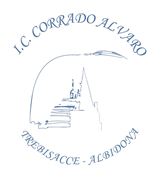 I.C. CORRADO ALVARO
TREBISACCE - ALBIDONA